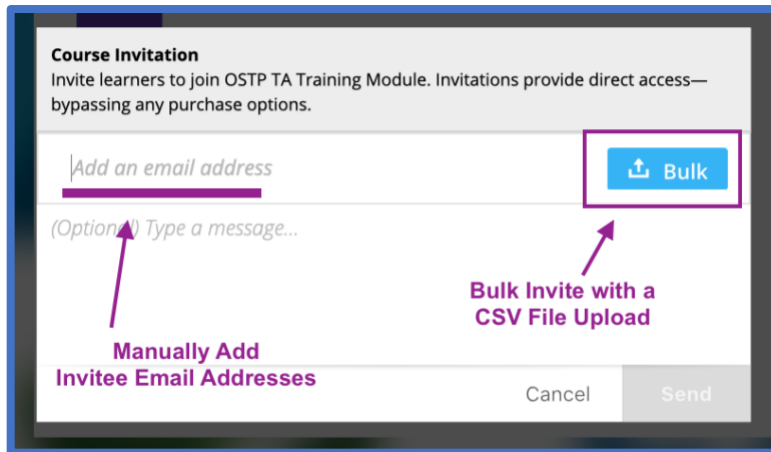 Course Invitation
Invite learners to join OSTP TA Training Module. Invitations provide direct access—
bypassing any purchase options.
Add an email address
Bulk
(Optional) Type a message...
Bulk Invite with a
CSV File Upload
Manually Add
Invitee Email Addresses
Cancel
Send